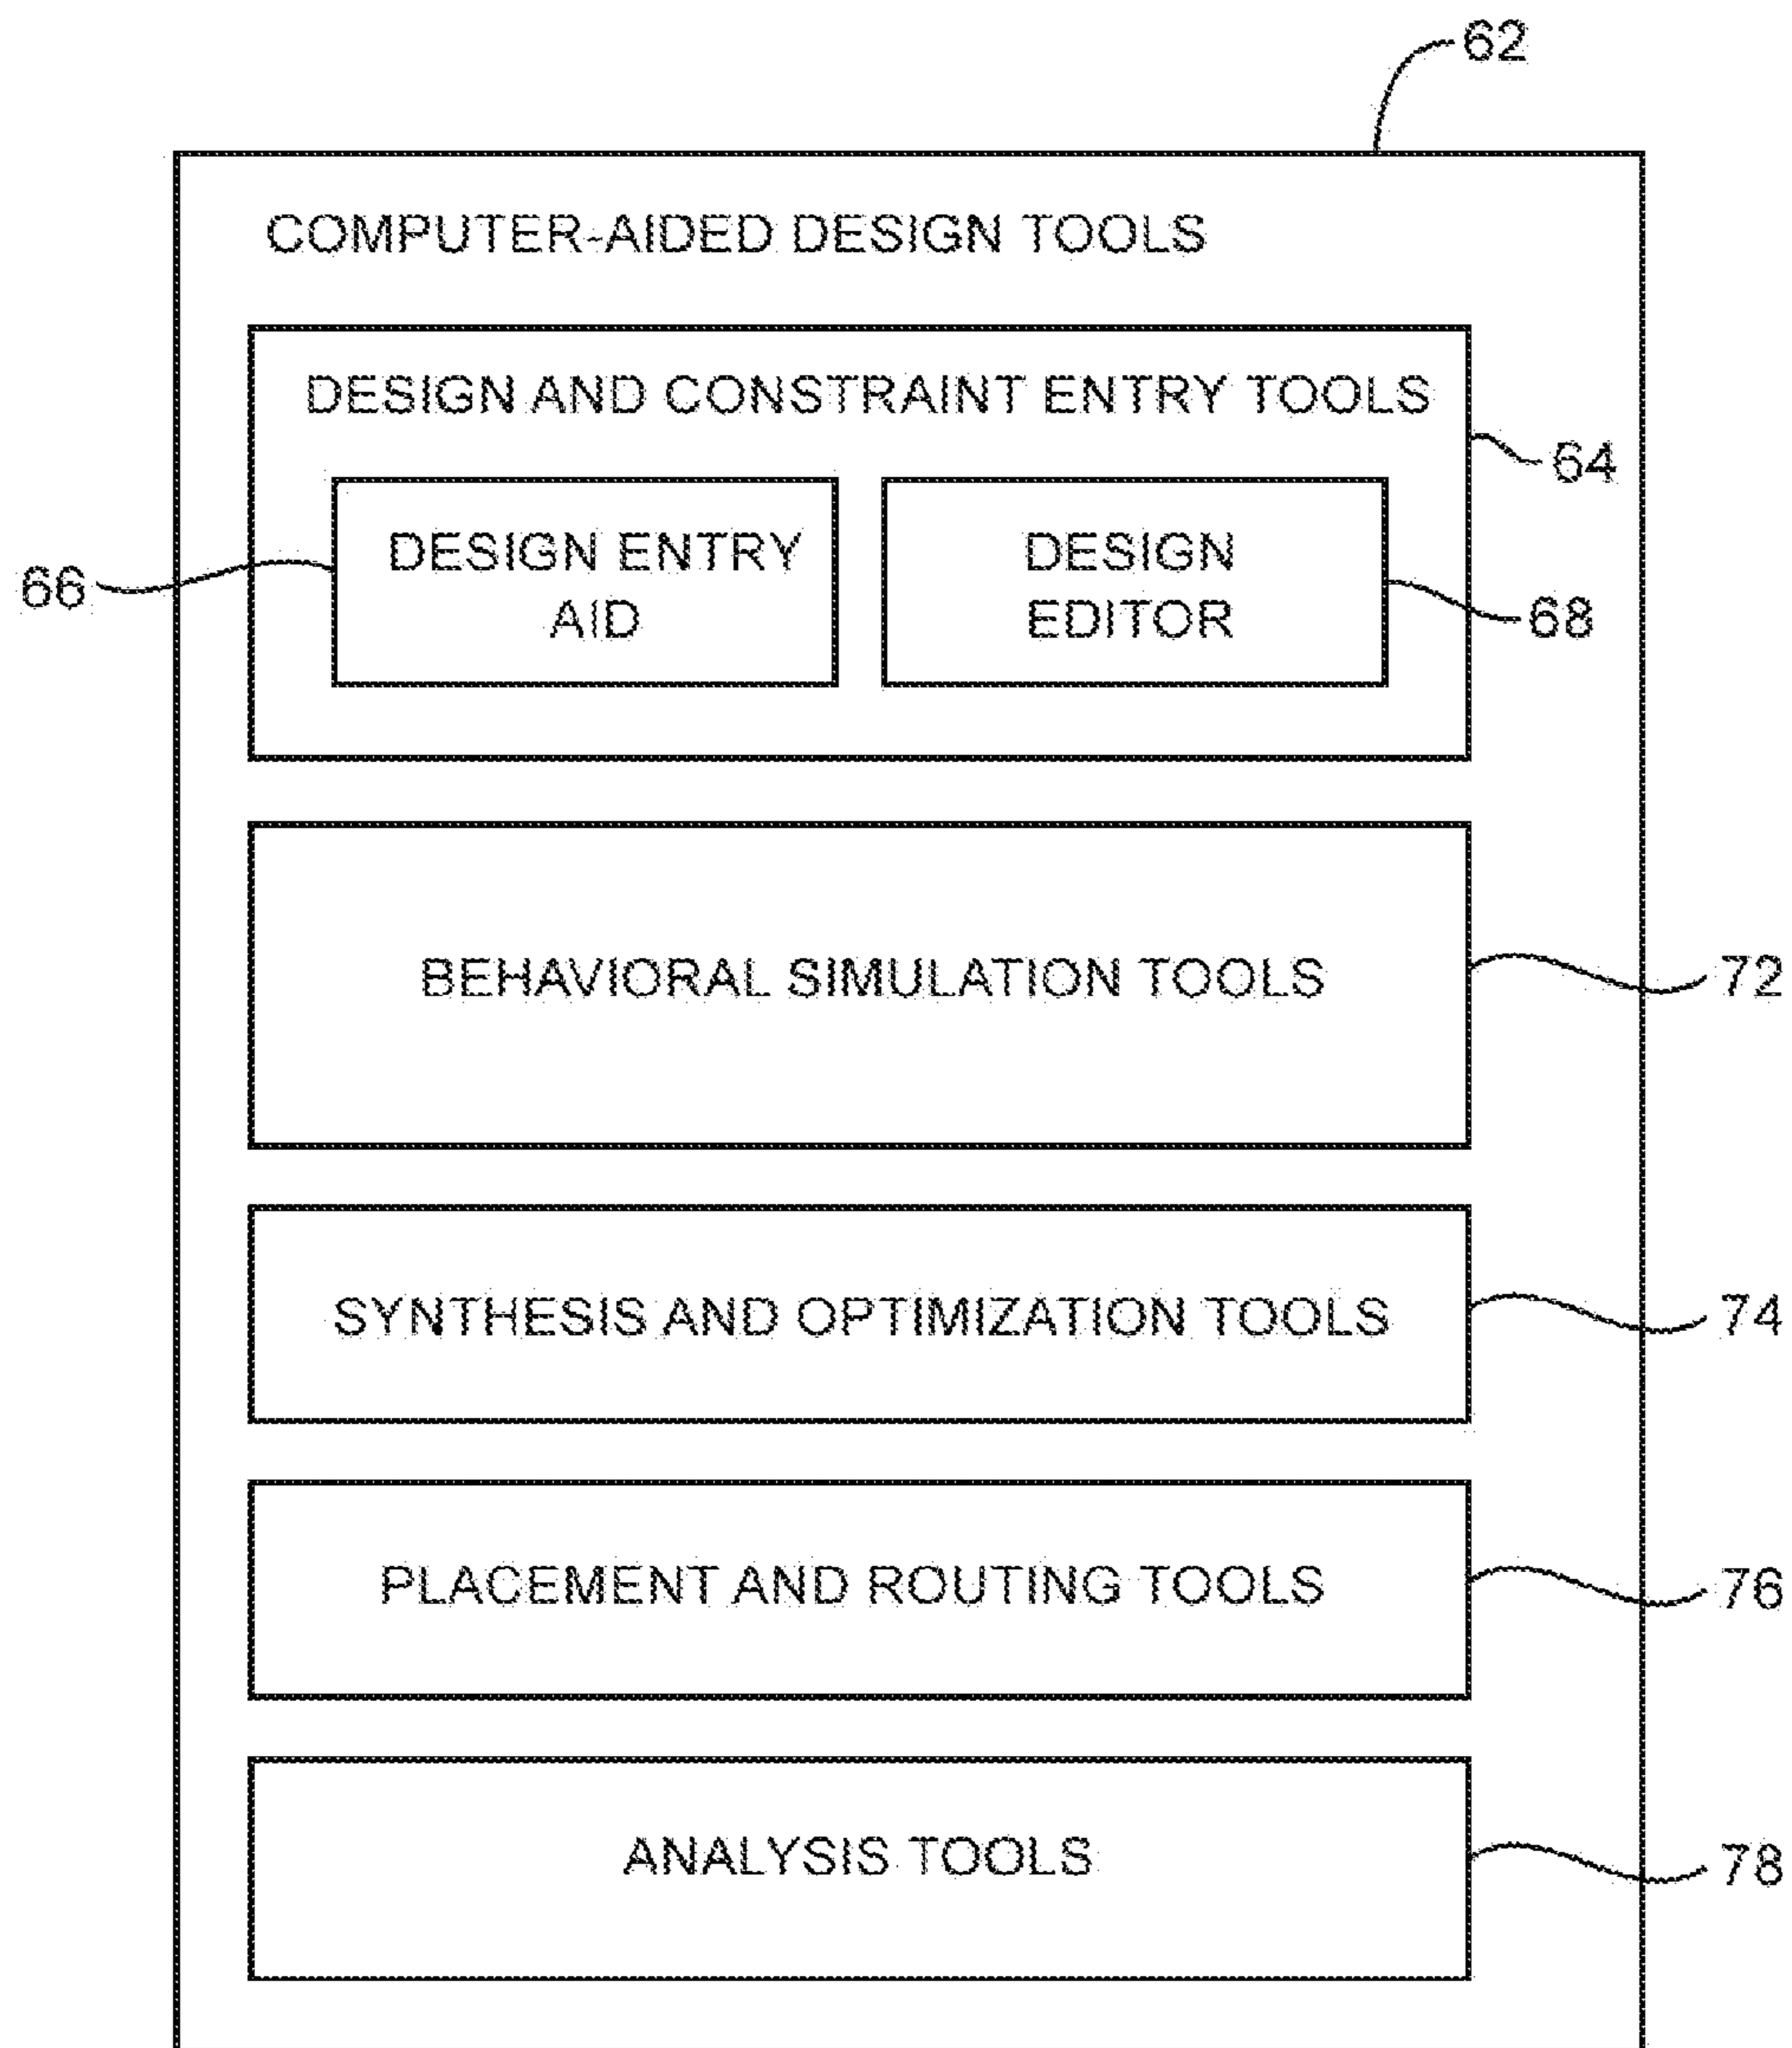 62
COMPUTER-AIDED DESIGN TOOLS
DESIGN AND CONSTRAINT ENTRY TOOLS
64
DESIGN ENTRY
AID
DESIGN
EDITOR
66
68
BEHAVIORAL SIMULATION TOOLS
72
SYNTHESIS AND OPTIMIZATION TOOLS
74
PLACEMENT AND ROUTING TOOLS
76
ANALYSIS TOOLS
78